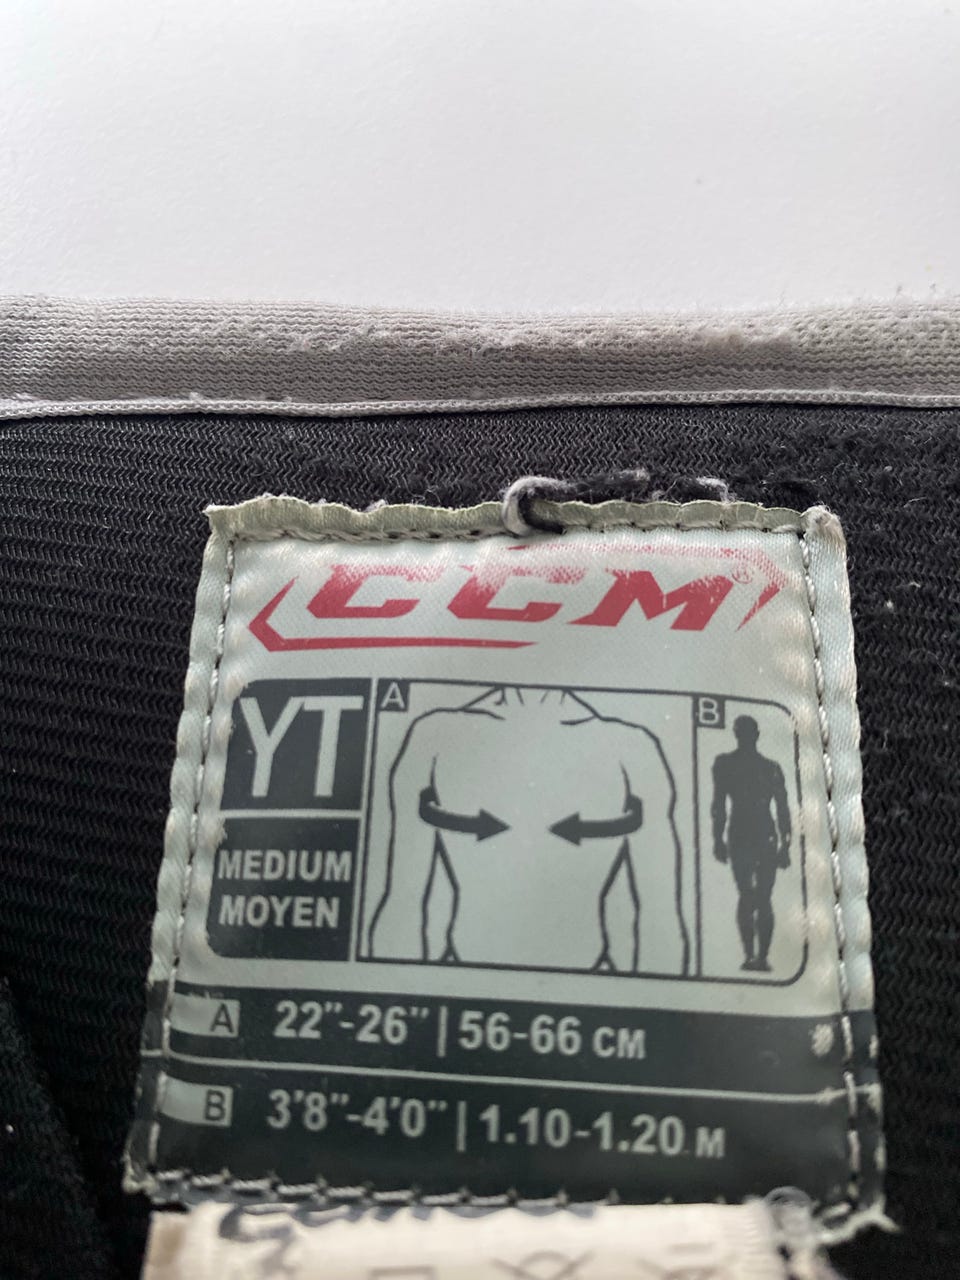 CCM®
YT
MEDIUM
MOYEN
A
B
A 22"-26" | 56-66 CM
B 3'8"-4'0" | 1.10-1.20 M